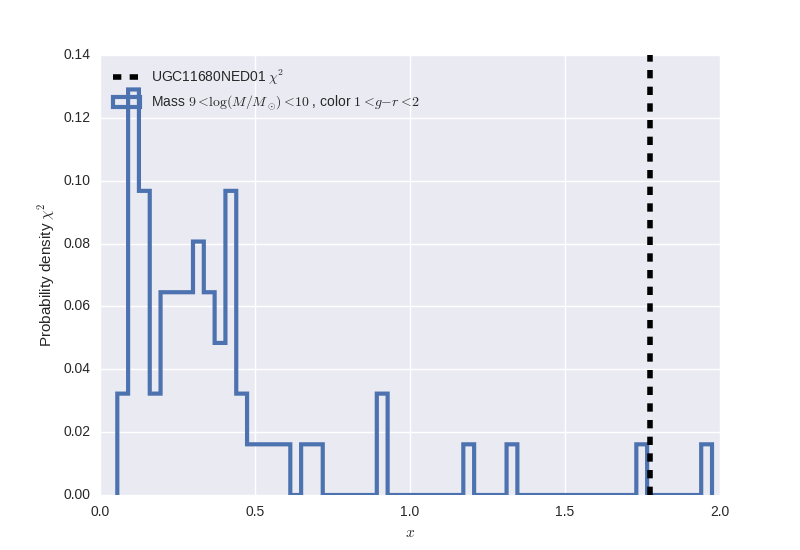 UGC11680NED01 χ²
Mass 9 < log(M/M⊙) < 10 , color 1 < g − r < 2
Probability density χ²
0.14
0.12
0.10
0.08
0.06
0.04
0.02
0.00
0.0 0.5 1.0 1.5 2.0
x